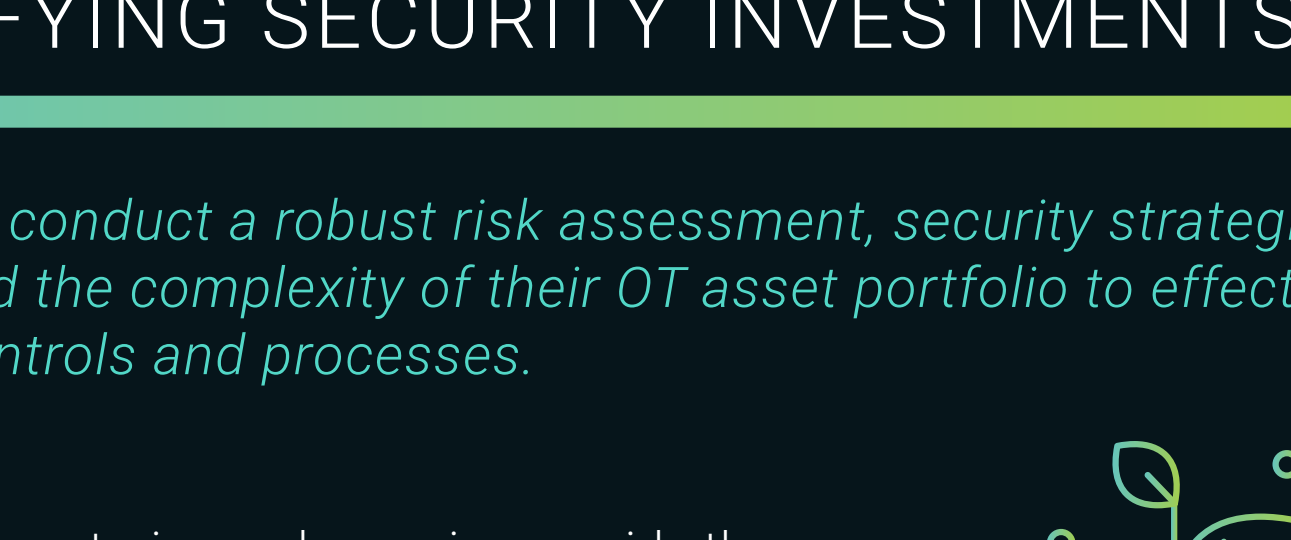 FYING SECURITY INVESTMENTS
conduct a robust risk assessment, security strateg
d the complexity of their OT asset portfolio to effect
ntrols and processes.